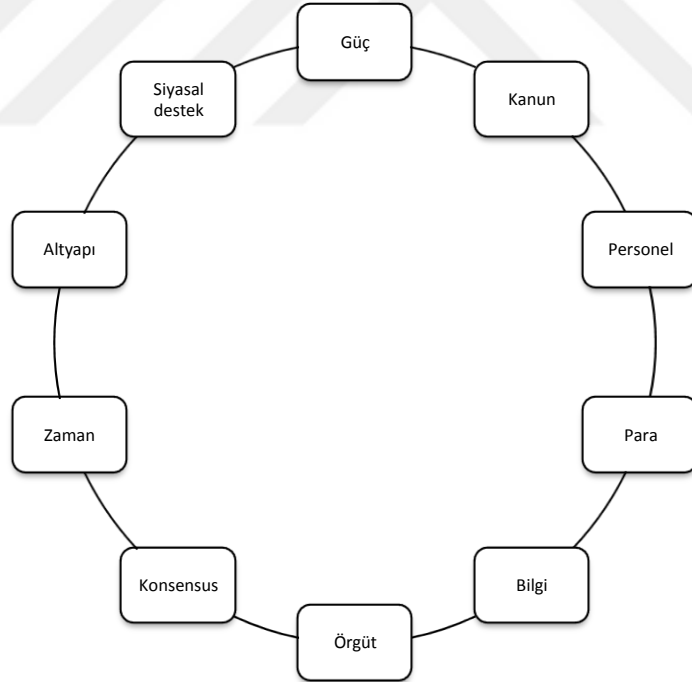 Güç
Kanun
Personel
Para
Bilgi
Örgüt
Konsensus
Zaman
Altyapı
Siyasal
destek